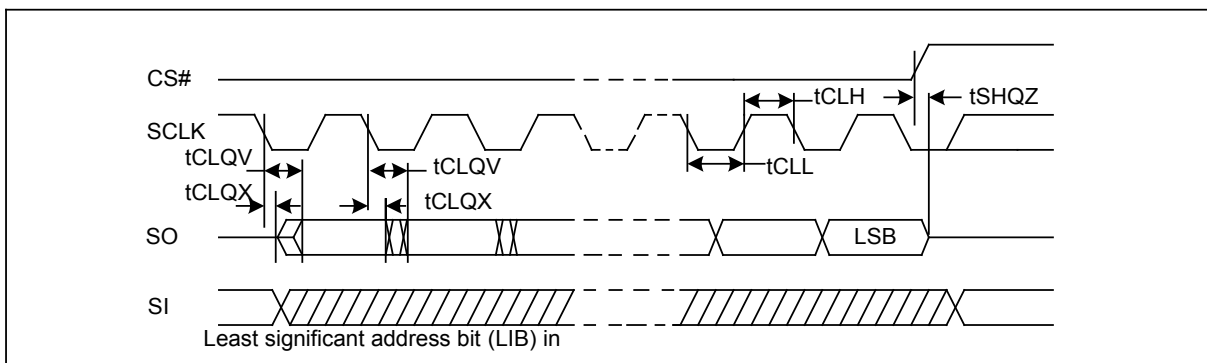 CS#
tCLH
tSHQZ
SCLK
tCLQV
tCLQV
tCLL
tCLQX
tCLQX
SO
LSB
SI
Least significant address bit (LIB) in